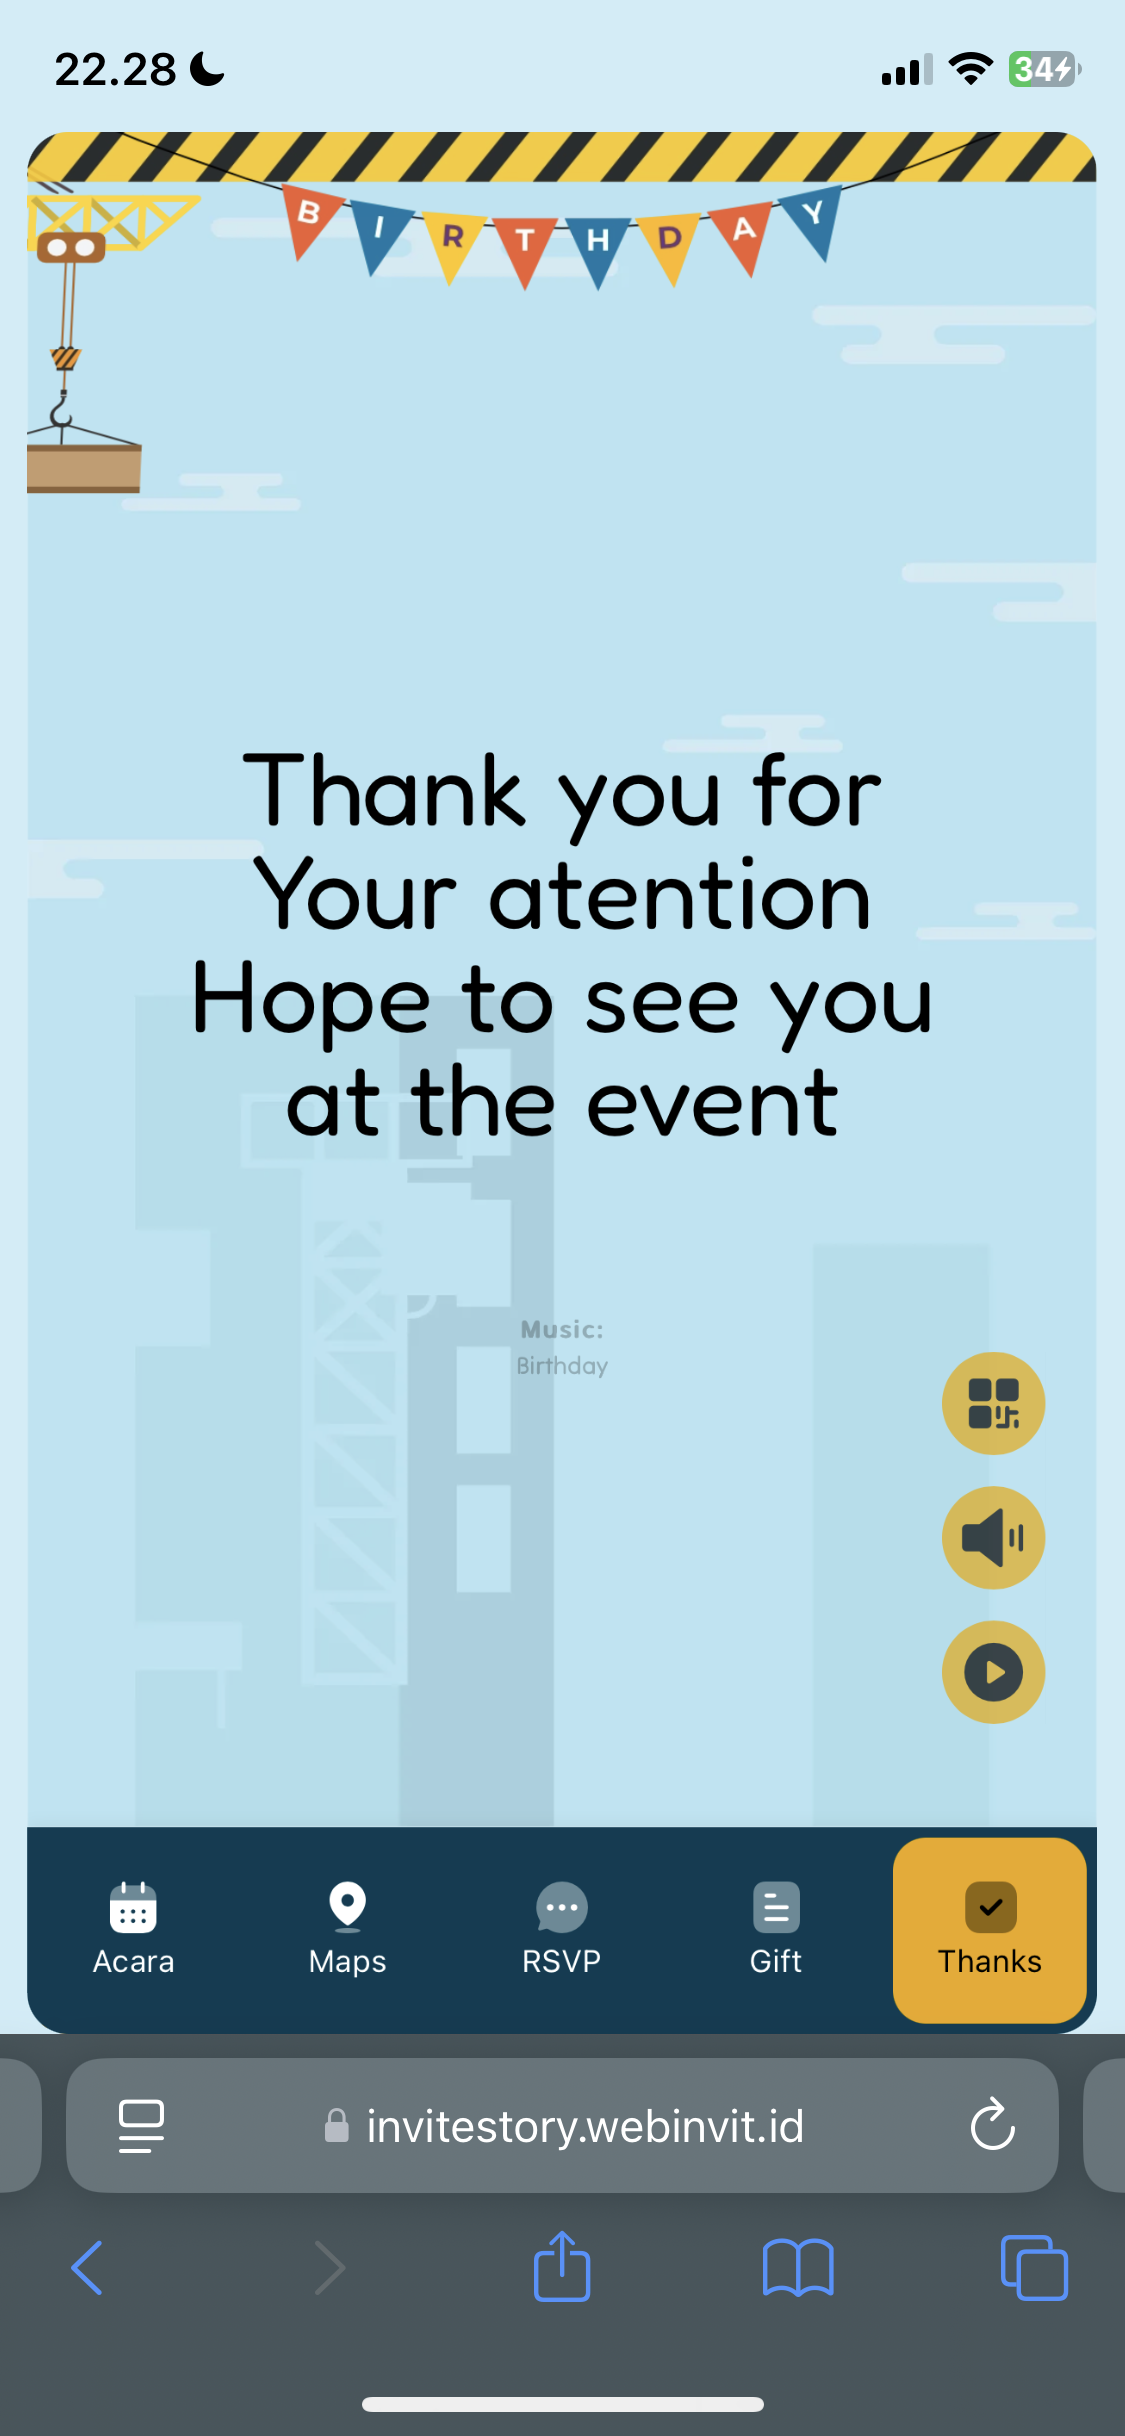 22.28
34
BIRTHDAY
Thank you for
Your atention
Hope to see you
at the event
Music:
Birthday
Acara
Maps
RSVP
Gift
Thanks
invitestory.webinvit.id